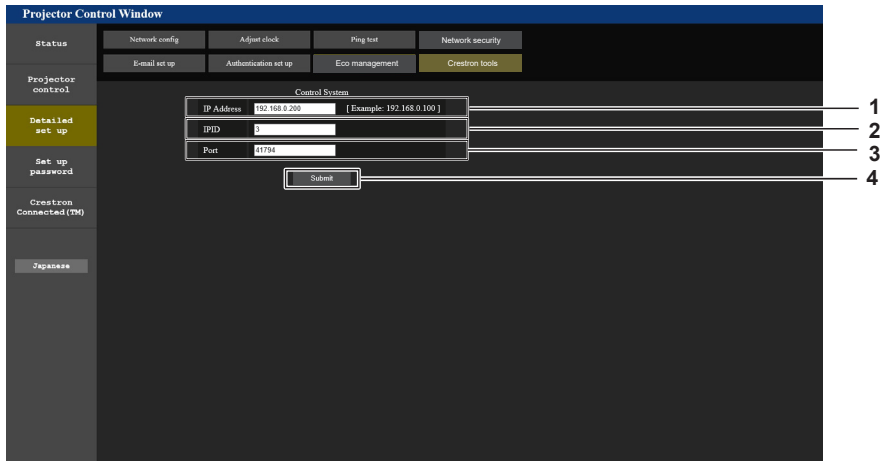 Projector Control Window
Status
Network config
Adjust clock
Ping test
Network security
E-mail set up
Authentication set up
Eco management
Crestron tools
Projector
control
Detailed
set up
Set up
password
Crestron
Connected(TM)
Japanese
Control System
IP Address 192.168.0.200 [ Example: 192.168.0.100 ]
1
IPID 3
2
Port 41794
3
Submit
4